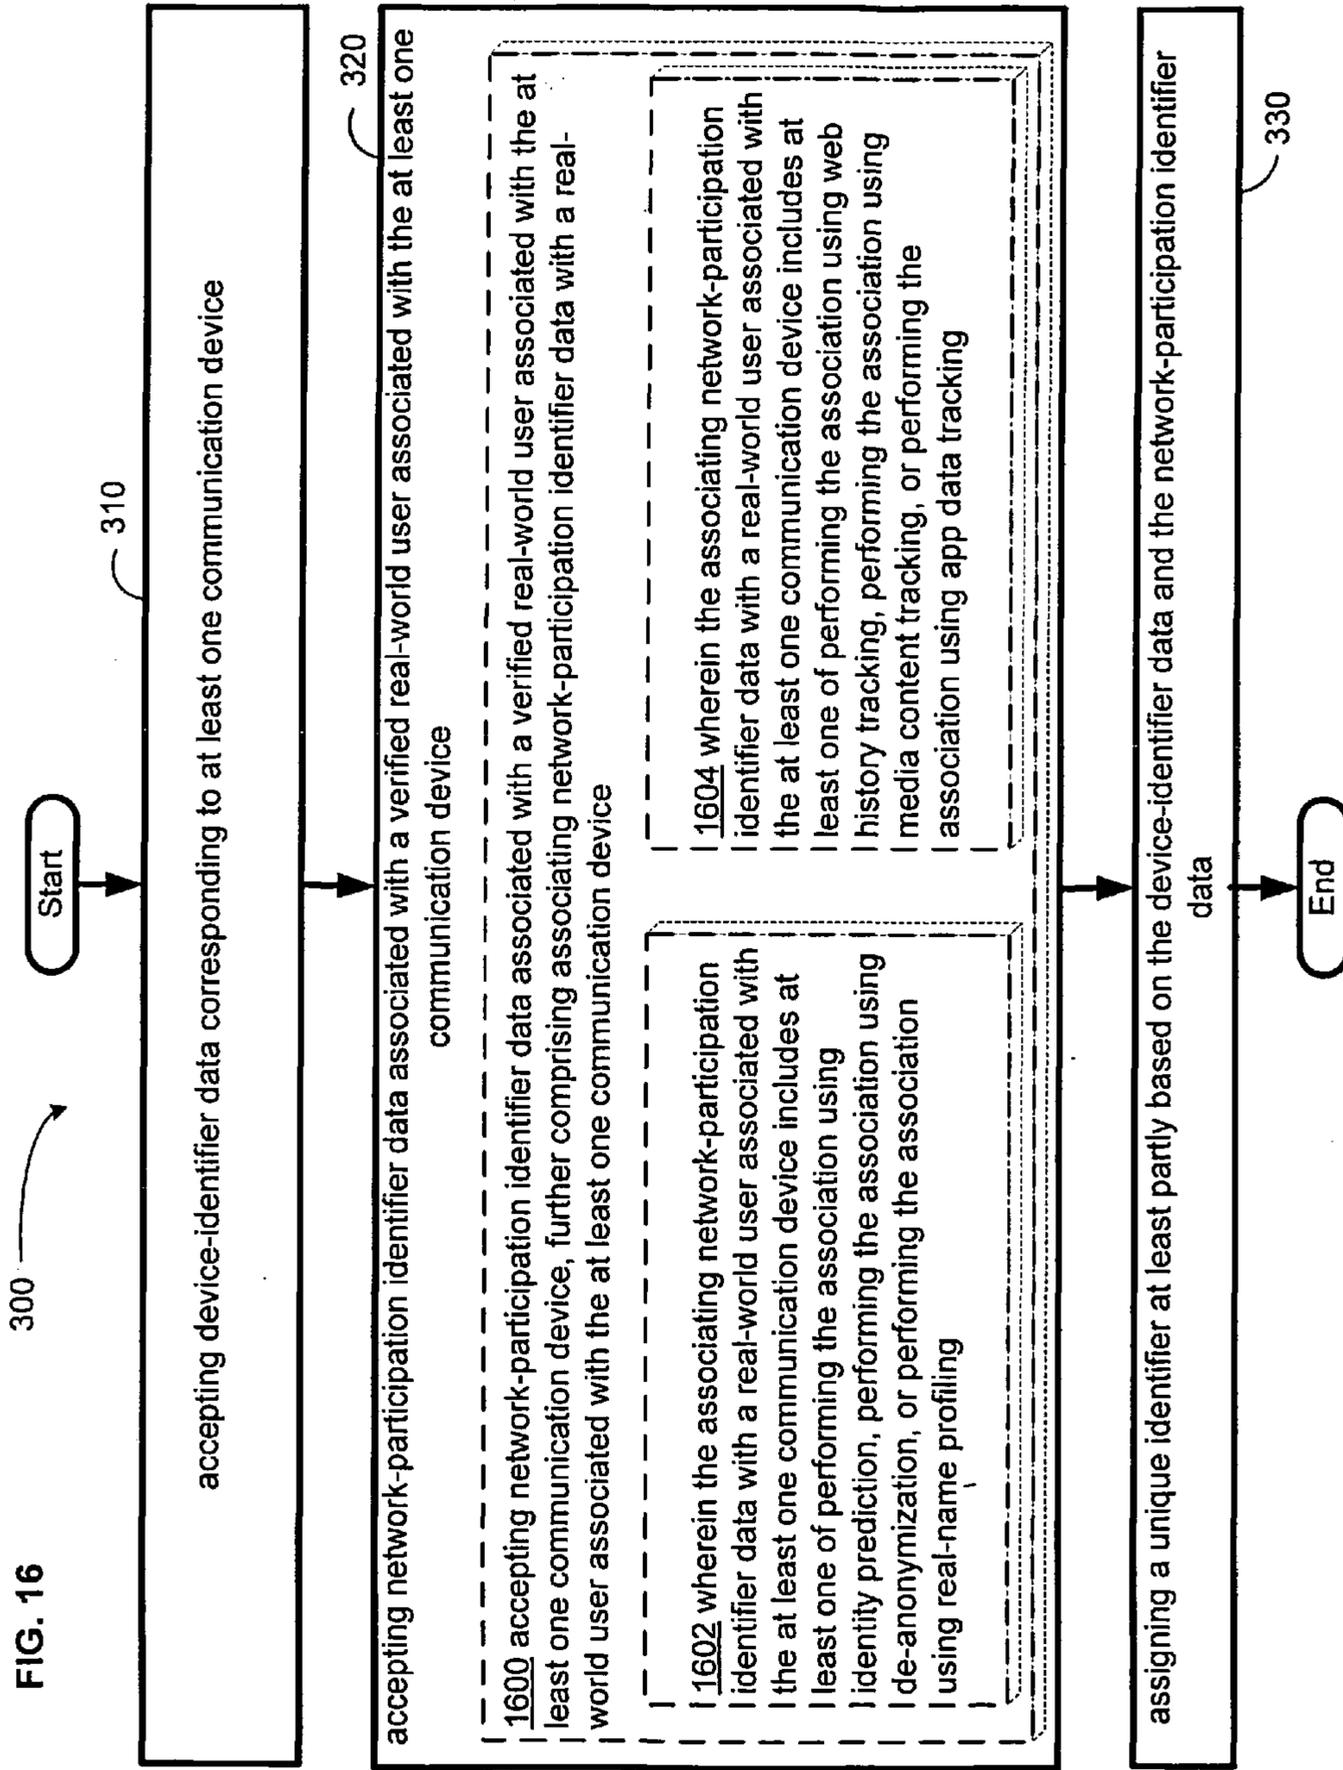 FIG. 16
300
Start
310
accepting device-identifier data corresponding to at least one communication device
320
accepting network-participation identifier data associated with a verified real-world user associated with the at least one
communication device
1600 accepting network-participation identifier data associated with a verified real-world user associated with the at
least one communication device, further comprising associating network-participation identifier data with a real-
world user associated with the at least one communication device
1602 wherein the associating network-participation
identifier data with a real-world user associated with
the at least one communication device includes at
least one of performing the association using
identity prediction, performing the association using
de-anonymization, or performing the association
using real-name profiling
1604 wherein the associating network-participation
identifier data with a real-world user associated with
the at least one communication device includes at
least one of performing the association using web
history tracking, performing the association using
media content tracking, or performing the
association using app data tracking
assigning a unique identifier at least partly based on the device-identifier data and the network-participation identifier
data
330
End